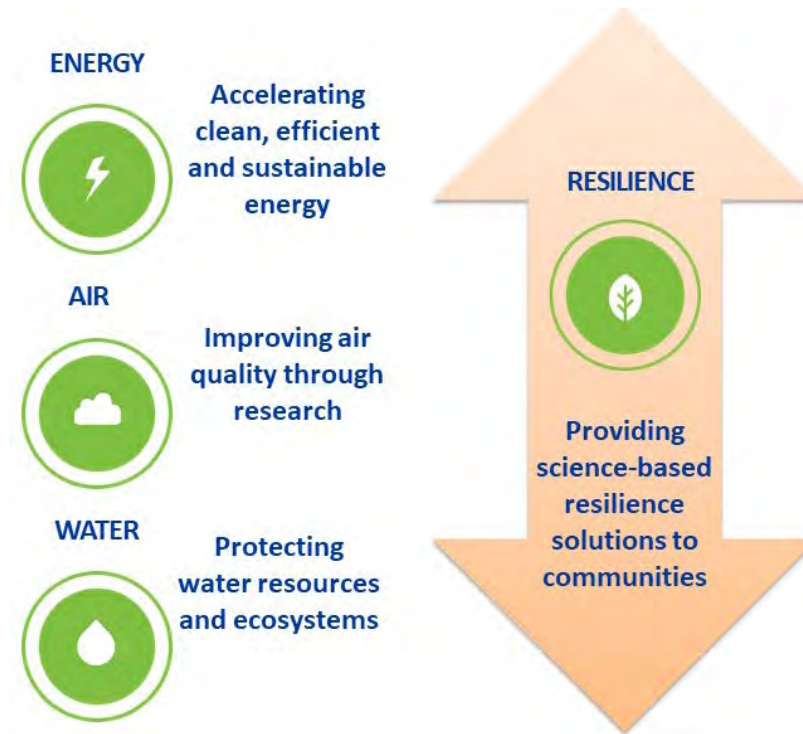 ENERGY
Accelerating
clean, efficient
and sustainable
energy
AIR
Improving air
quality through
research
WATER
Protecting
water resources
and ecosystems
RESILIENCE
Providing
science-based
resilience
solutions to
communities